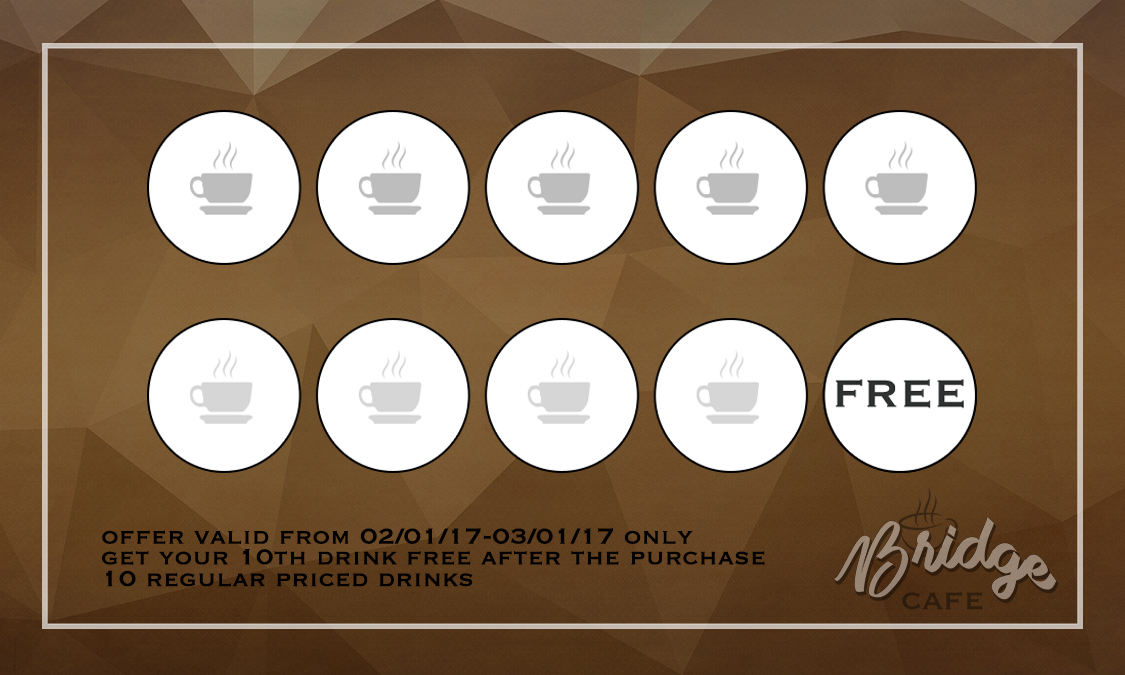 FREE
OFFER VALID FROM 02/01/17-03/01/17 ONLY
GET YOUR 10TH DRINK FREE AFTER THE PURCHASE
10 REGULAR PRICED DRINKS
Bridge
CAFE